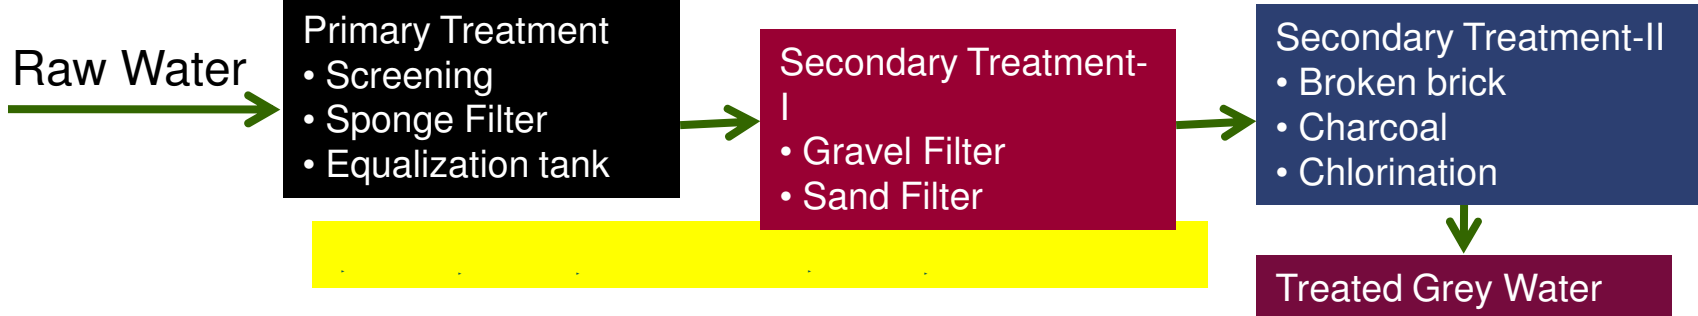 Raw Water
Primary Treatment
• Screening
• Sponge Filter
• Equalization tank
Secondary Treatment-
I
• Gravel Filter
• Sand Filter
Secondary Treatment-II
• Broken brick
• Charcoal
• Chlorination
Treated Grey Water